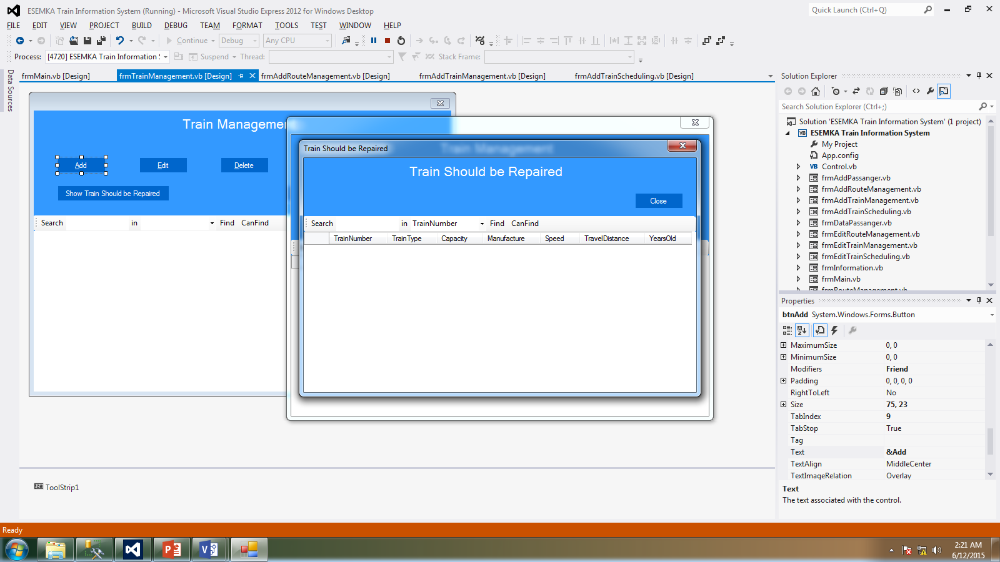 ESEMKA Train Information System (Running) - Microsoft Visual Studio Express 2012 for Windows Desktop
Quick Launch (Ctrl+Q)
FILE EDIT VIEW PROJECT BUILD DEBUG TEAM FORMAT TOOLS TEST WINDOW HELP
Continue Debug Any CPU
Process: [4720] ESEMKA Train Information Suspend Thread: Stack Frame:
Data Sources
frmMain.vb [Design] frmTrainManagement.vb [Design] frmAddRouteManagement.vb [Design] frmAddTrainManagement.vb [Design] frmAddTrainScheduling.vb [Design]
Train Management
Add Edit Delete
Show Train Should be Repaired
Search in Find CanFind
Train Management
Train Should be Repaired
Train Should be Repaired
Close
Search in TrainNumber Find CanFind
TrainNumber TrainType Capacity Manufacture Speed TravelDistance YearsOld
ToolStrip1
Solution Explorer
Search Solution Explorer (Ctrl+;)
Solution 'ESEMKA Train Information System' (1 project)
VB ESEMKA Train Information System
My Project
App.config
VB Control.vb
frmAddPassanger.vb
frmAddRouteManagement.vb
frmAddTrainManagement.vb
frmAddTrainScheduling.vb
frmDataPassanger.vb
frmEditRouteManagement.vb
frmEditTrainManagement.vb
frmEditTrainScheduling.vb
frmInformation.vb
frmMain.vb
frmRouteManagement.vb
Properties
btnAdd System.Windows.Forms.Button
MaximumSize 0, 0
MinimumSize 0, 0
Modifiers Friend
Padding 0, 0, 0, 0
RightToLeft No
Size 75, 23
TabIndex 9
TabStop True
Tag
Text &Add
TextAlign MiddleCenter
TextImageRelation Overlay
Text
The text associated with the control.
Ready
2:21 AM
6/12/2015